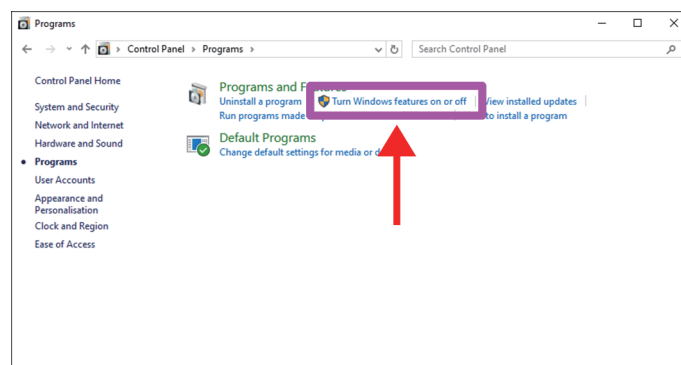 Programs
Control Panel > Programs >
Search Control Panel
Control Panel Home
System and Security
Network and Internet
Hardware and Sound
Programs
User Accounts
Appearance and
Personalisation
Clock and Region
Ease of Access
Programs and
Uninstall a program
Turn Windows features on or off
View installed updates
Run programs made
to install a program
Default Programs
Change default settings for media or